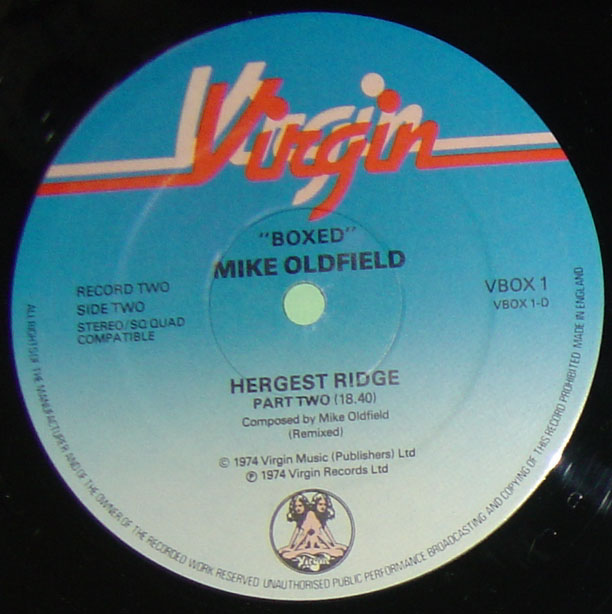 Virgin
"BOXED"
MIKE OLDFIELD
RECORD TWO
SIDE TWO
STEREO/SQ QUAD
COMPATIBLE
VBOX 1
VBOX 1-D
HERGEST RIDGE
PART TWO (18.40)
Composed by Mike Oldfield
(Remixed)
© 1974 Virgin Music (Publishers) Ltd
℗ 1974 Virgin Records Ltd
Virgin
ALL RIGHTS OF THE MANUFACTURER AND OF THE OWNER OF THE RECORDED WORK RESERVED UNAUTHORISED PUBLIC PERFORMANCE BROADCASTING AND COPYING OF THIS RECORD PROHIBITED MADE IN ENGLAND